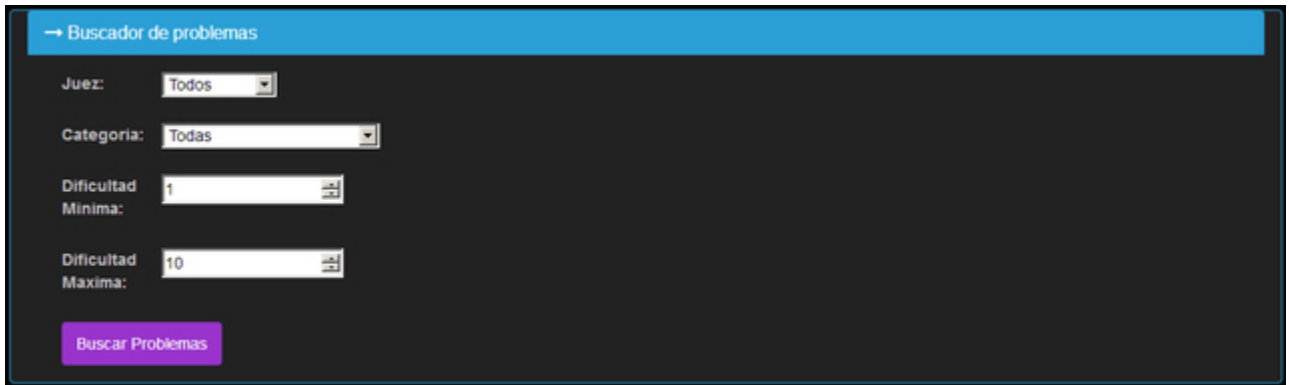 → Buscador de problemas
Juez: Todos
Categoria: Todas
Dificultad
Minima: 1
Dificultad
Maxima: 10
Buscar Problemas